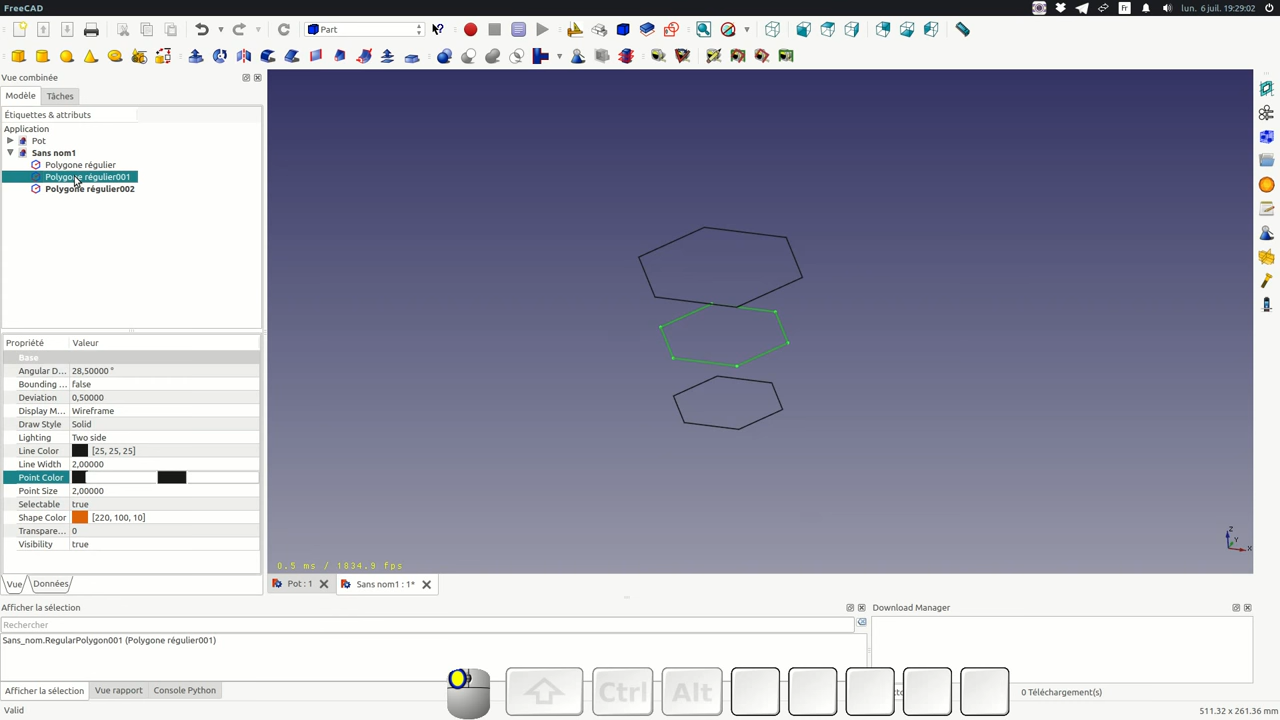 FreeCAD
Fr
lun. 6 juil. 19:29:02
Part
Vue combinée
Modèle
Tâches
Étiquettes & attributs
Application
Pot
Sans nom1
Polygone régulier
Polygone régulier001
Polygone régulier002
Propriété Valeur
Base
Angular D... 28,50000 °
Bounding ... false
Deviation 0,50000
Display M... Wireframe
Draw Style Solid
Lighting Two side
Line Color [25, 25, 25]
Line Width 2,00000
Point Color
Point Size 2,00000
Selectable true
Shape Color [220, 100, 10]
Transpare... 0
Visibility true
Vue Données
0.5 ms / 1834.9 fps
Z
Y
X
Pot : 1
Sans nom1 : 1*
Afficher la sélection
Download Manager
Rechercher
Sans_nom.RegularPolygon001 (Polygone régulier001)
Ctrl
Alt
Afficher la sélection Vue rapport Console Python
0 Téléchargement(s)
Valid
511.32 x 261.36 mm